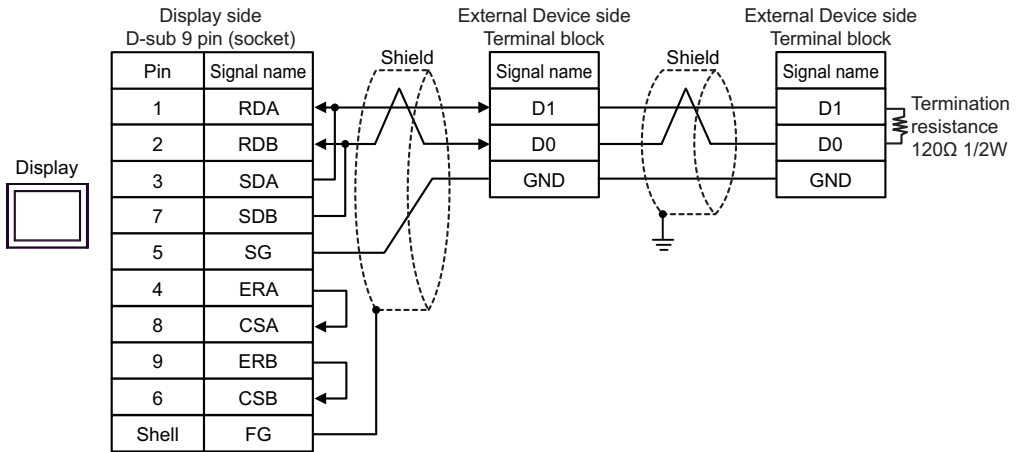 Display side
D-sub 9 pin (socket)
External Device side
Terminal block
External Device side
Terminal block
Pin Signal name
Shield
Signal name
Shield
Signal name
1 RDA
D1
D1
Termination
resistance
120Ω 1/2W
2 RDB
D0
D0
Display
3 SDA
GND
GND
7 SDB
5 SG
4 ERA
8 CSA
9 ERB
6 CSB
Shell FG